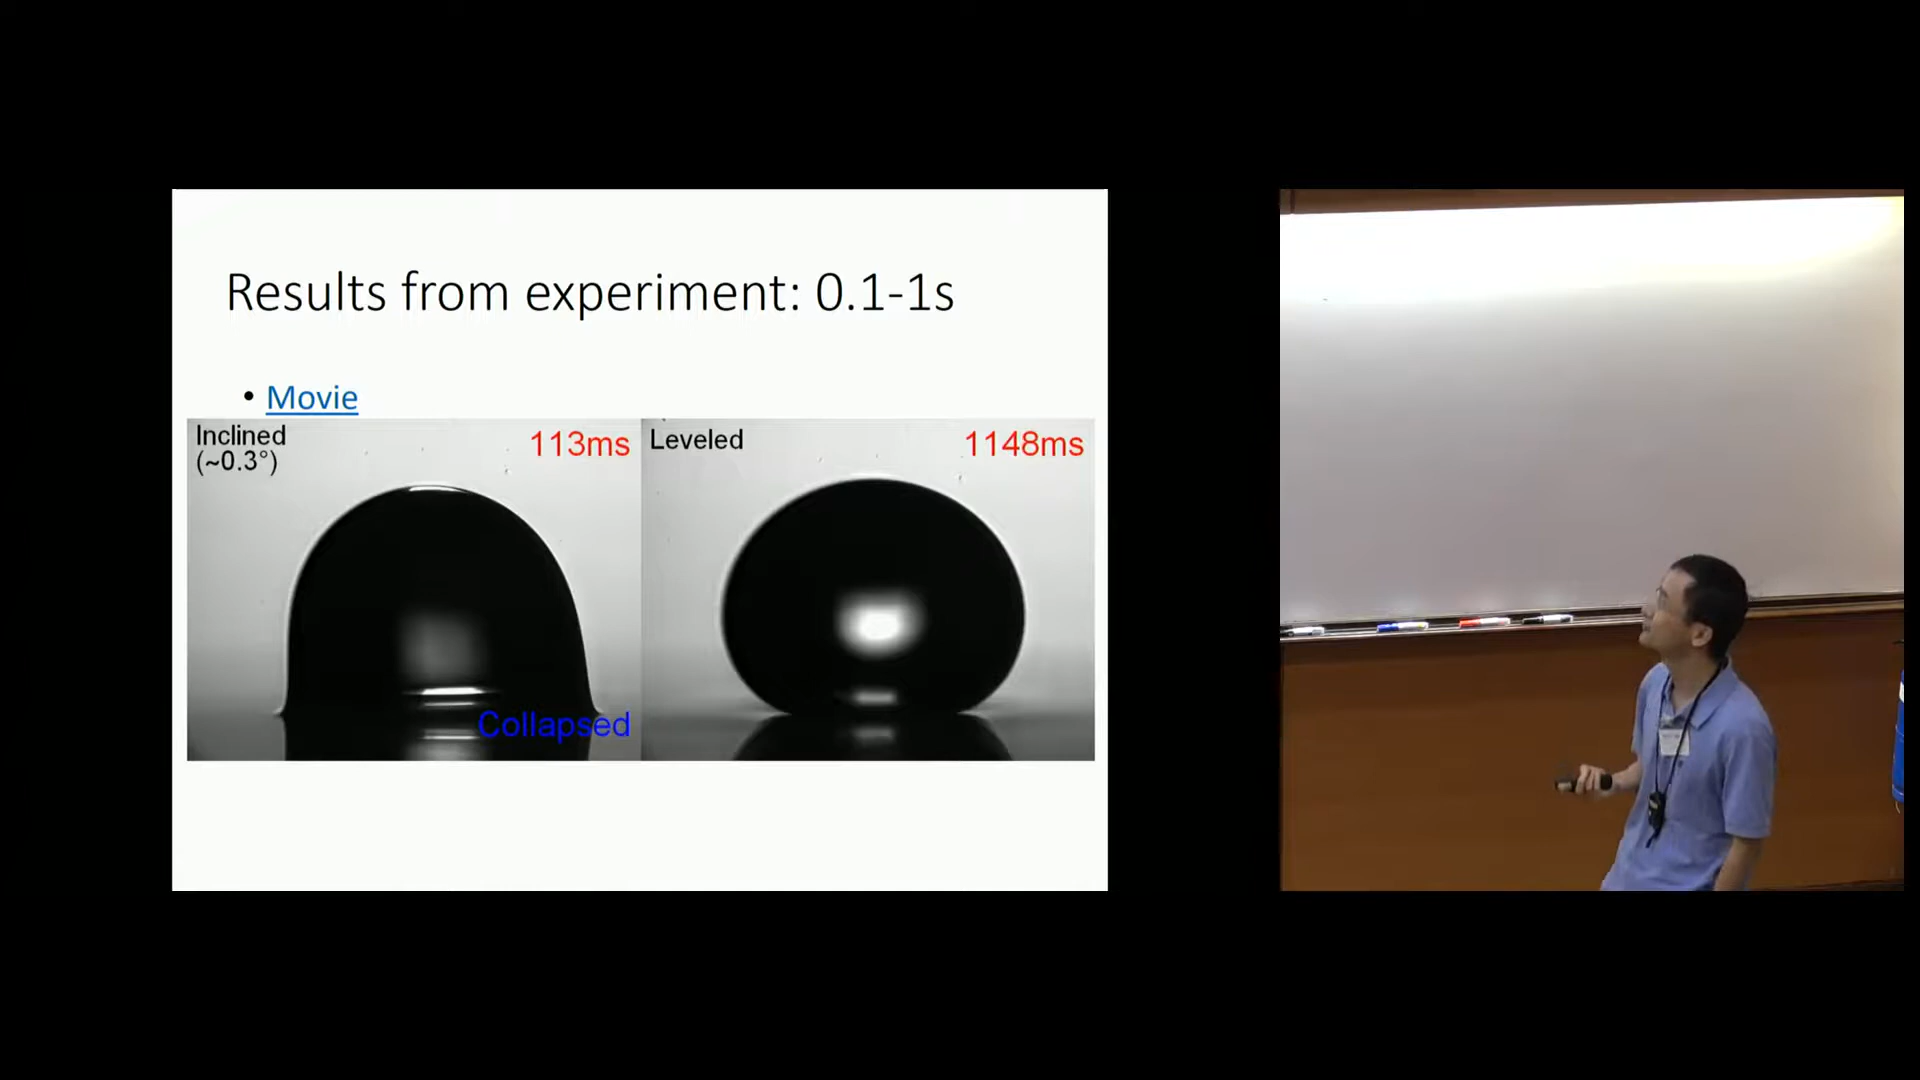 Results from experiment: 0.1-1s
• Movie
Inclined
(~0.3°)
113ms
Collapsed
Leveled
1148ms